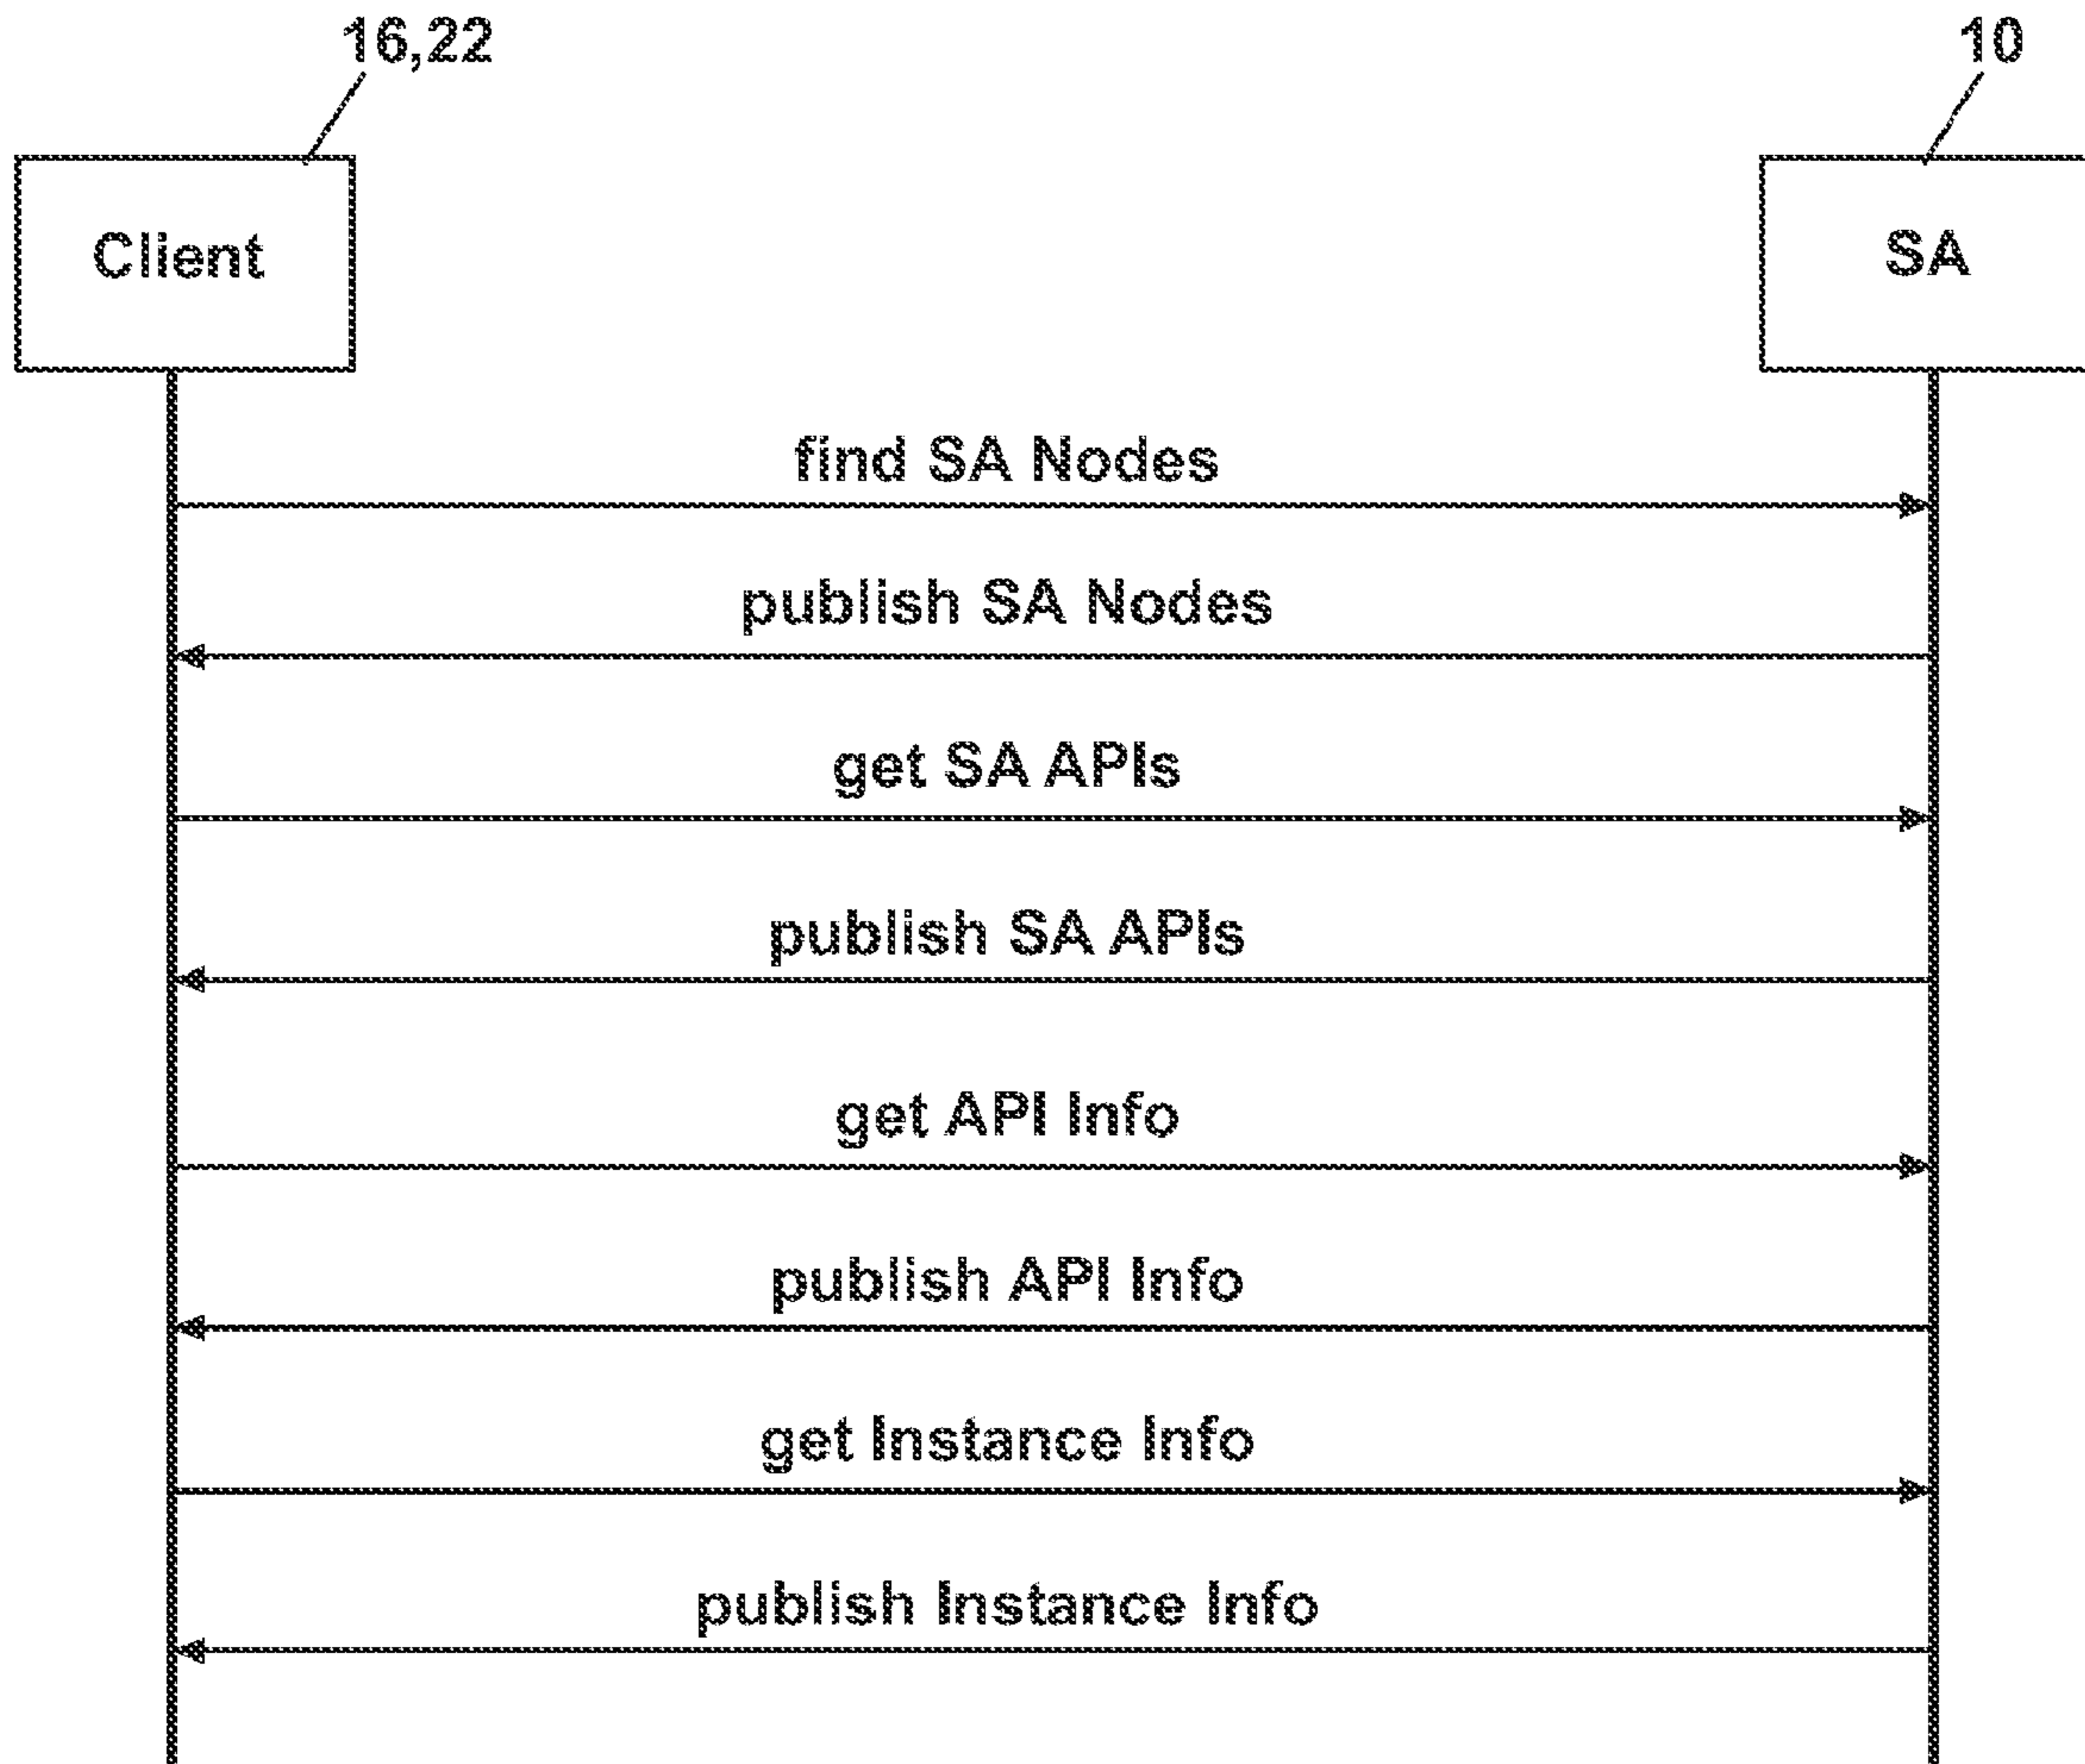 16,22
10
Client
SA
find SA Nodes
publish SA Nodes
get SA APIs
publish SA APIs
get API Info
publish API Info
get Instance Info
publish Instance Info